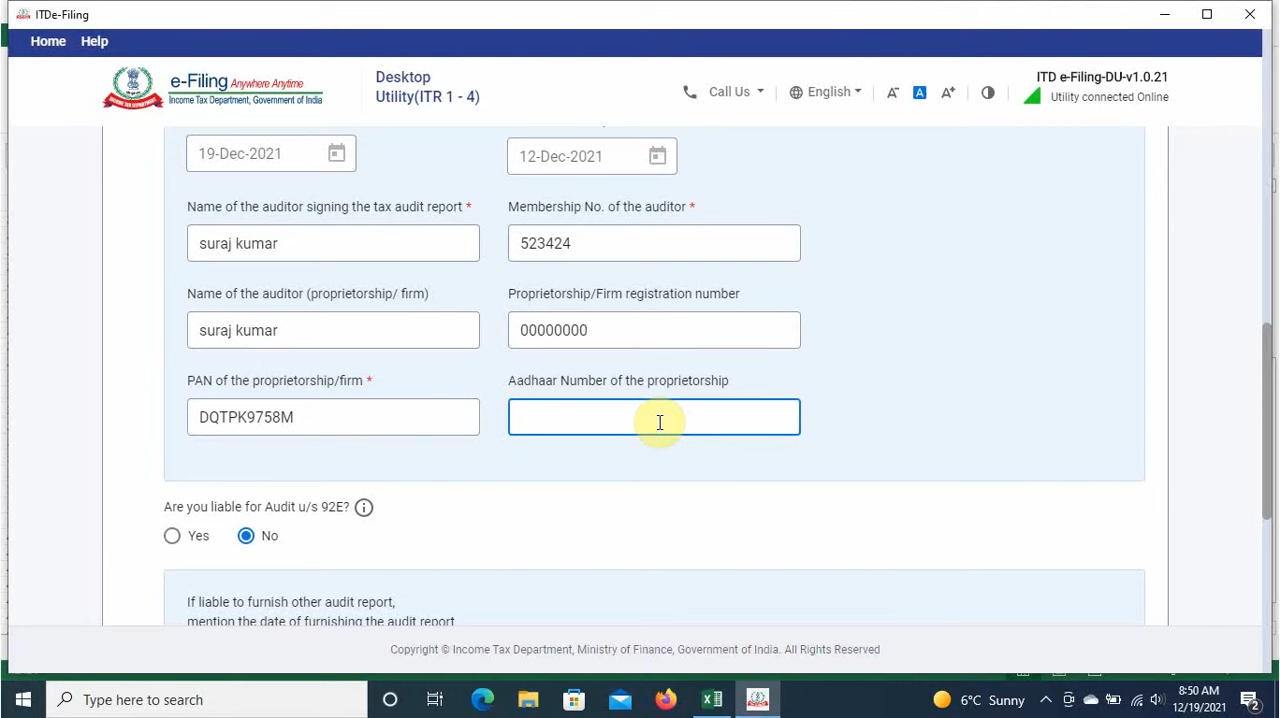 ITDe-Filing
Home Help
e-Filing Anywhere Anytime
Income Tax Department, Government of India
Desktop
Utility(ITR 1 - 4)
Call Us
English
A-
A
A+
ITD e-Filing-DU-v1.0.21
Utility connected Online
19-Dec-2021
12-Dec-2021
Name of the auditor signing the tax audit report *
Membership No. of the auditor *
suraj kumar
523424
Name of the auditor (proprietorship/ firm)
Proprietorship/Firm registration number
suraj kumar
00000000
PAN of the proprietorship/firm *
Aadhaar Number of the proprietorship
DQTPK9758M
Are you liable for Audit u/s 92E?
Yes
No
If liable to furnish other audit report,
mention the date of furnishing the audit report
Copyright © Income Tax Department, Ministry of Finance, Government of India. All Rights Reserved
Type here to search
6°C Sunny
8:50 AM
12/19/2021
2